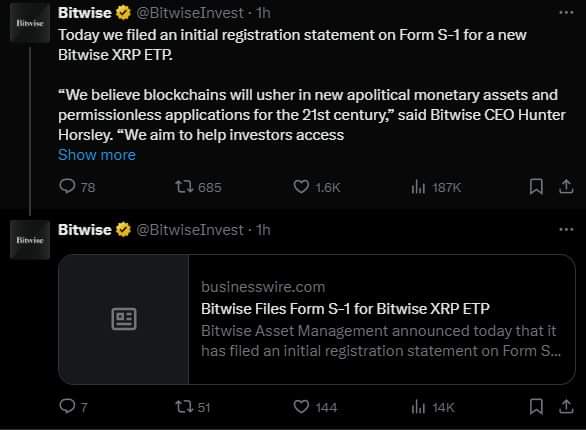 Bitwise
Bitwise @BitwiseInvest · 1h
Today we filed an initial registration statement on Form S-1 for a new
Bitwise XRP ETP.
“We believe blockchains will usher in new apolitical monetary assets and
permissionless applications for the 21st century,” said Bitwise CEO Hunter
Horsley. “We aim to help investors access
Show more
78 685 1.6K 187K
Bitwise
Bitwise @BitwiseInvest · 1h
businesswire.com
Bitwise Files Form S-1 for Bitwise XRP ETP
Bitwise Asset Management announced today that it
has filed an initial registration statement on Form S...
7 51 144 14K